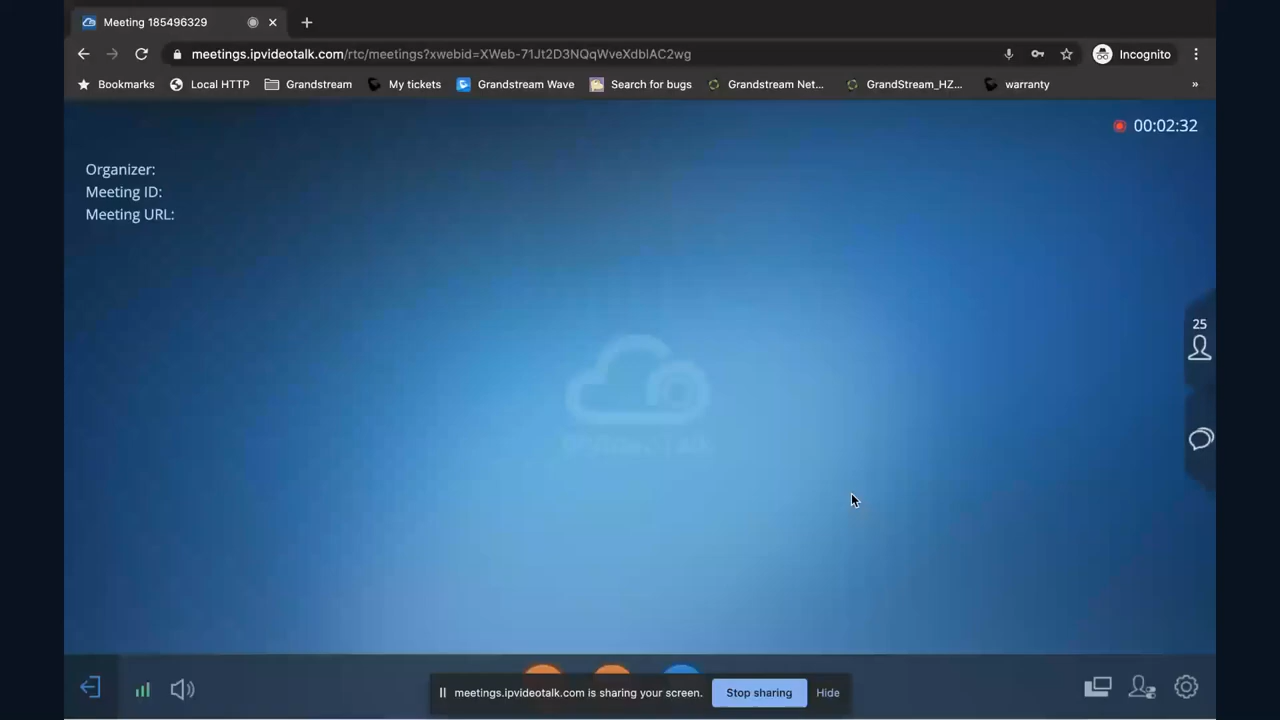 Meeting 185496329
meetings.ipvideotalk.com/rtc/meetings?xwebid=XWeb-71Jt2D3NQqWveXdblAC2wg
Incognito
Bookmarks Local HTTP Grandstream My tickets Grandstream Wave Search for bugs Grandstream Net... GrandStream_HZ... warranty »
00:02:32
Organizer:
Meeting ID:
Meeting URL:
25
meetings.ipvideotalk.com is sharing your screen. Stop sharing Hide